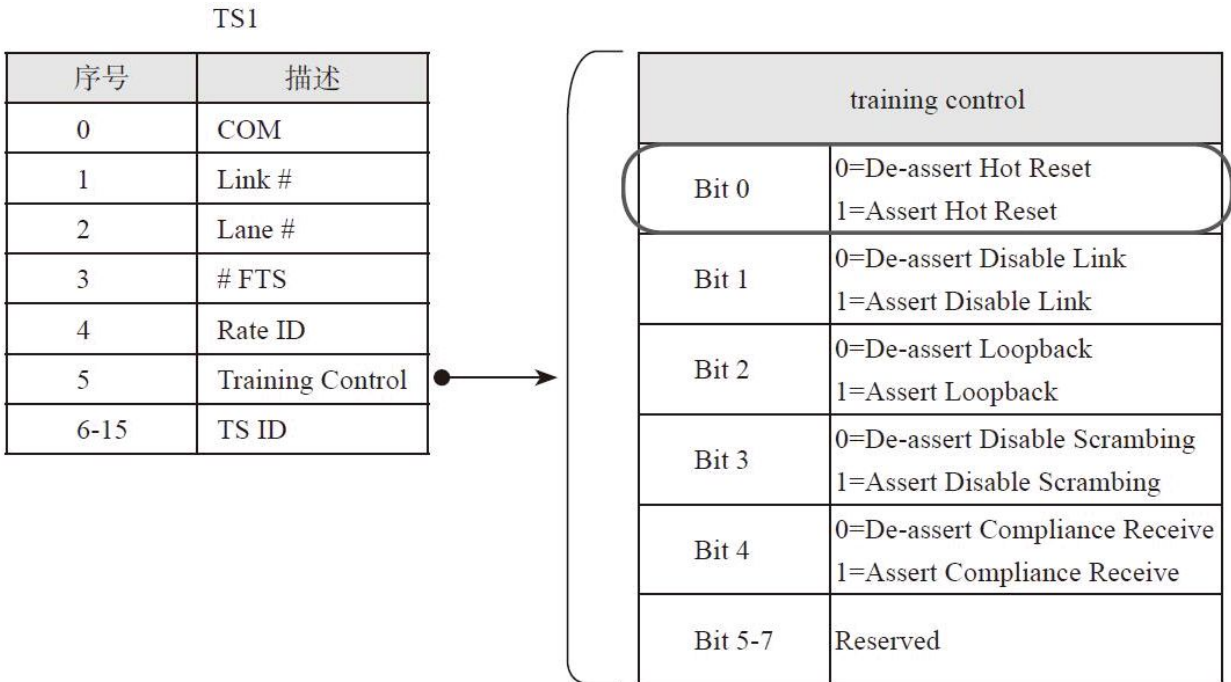 TS1
序号 描述
0 COM
1 Link #
2 Lane #
3 # FTS
4 Rate ID
5 Training Control
6-15 TS ID
training control
Bit 0
0=De-assert Hot Reset
1=Assert Hot Reset
Bit 1
0=De-assert Disable Link
1=Assert Disable Link
Bit 2
0=De-assert Loopback
1=Assert Loopback
Bit 3
0=De-assert Disable Scrambing
1=Assert Disable Scrambing
Bit 4
0=De-assert Compliance Receive
1=Assert Compliance Receive
Bit 5-7 Reserved